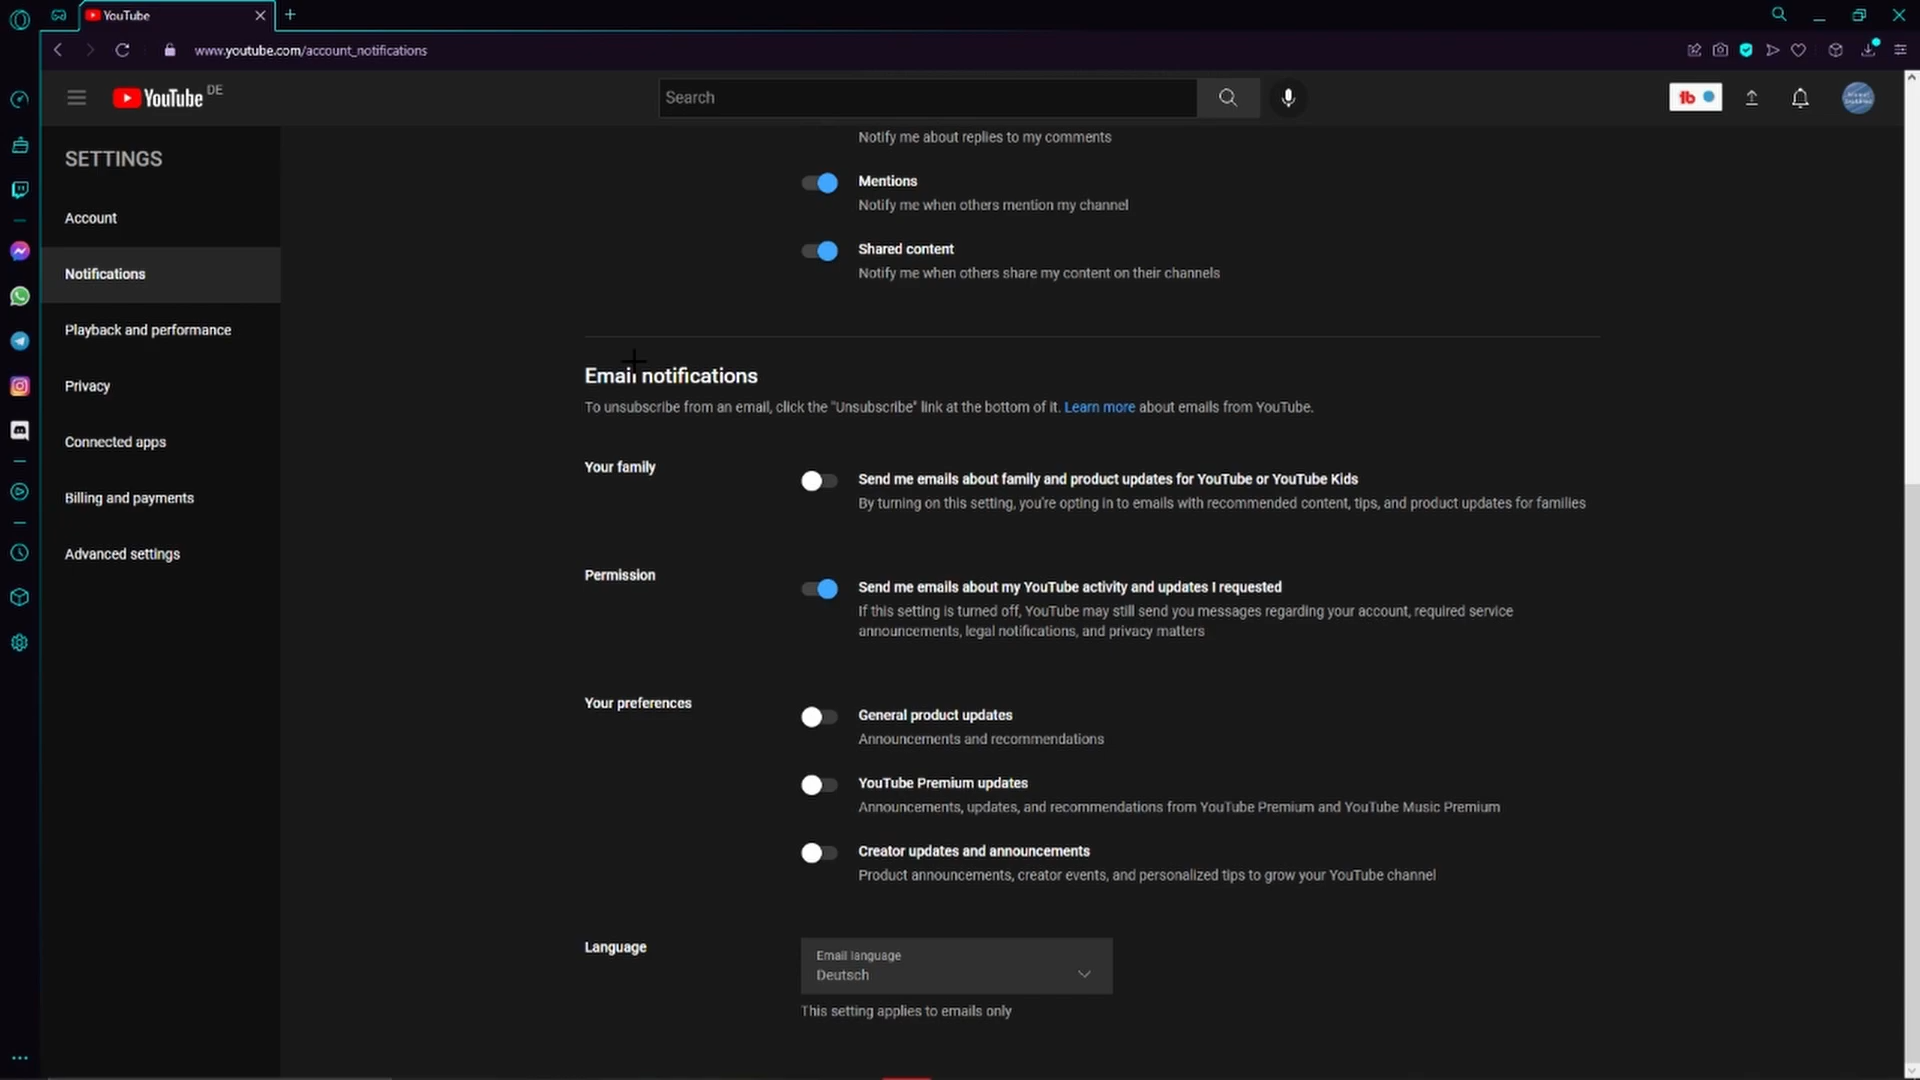 YouTube
www.youtube.com/account_notifications
YouTube DE
Search
tb
SETTINGS
Account
Notifications
Playback and performance
Privacy
Connected apps
Billing and payments
Advanced settings
Notify me about replies to my comments
Mentions
Notify me when others mention my channel
Shared content
Notify me when others share my content on their channels
Email notifications
To unsubscribe from an email, click the "Unsubscribe" link at the bottom of it. Learn more about emails from YouTube.
Your family
Send me emails about family and product updates for YouTube or YouTube Kids
By turning on this setting, you're opting in to emails with recommended content, tips, and product updates for families
Permission
Send me emails about my YouTube activity and updates I requested
If this setting is turned off, YouTube may still send you messages regarding your account, required service
announcements, legal notifications, and privacy matters
Your preferences
General product updates
Announcements and recommendations
YouTube Premium updates
Announcements, updates, and recommendations from YouTube Premium and YouTube Music Premium
Creator updates and announcements
Product announcements, creator events, and personalized tips to grow your YouTube channel
Language
Email language
Deutsch
This setting applies to emails only